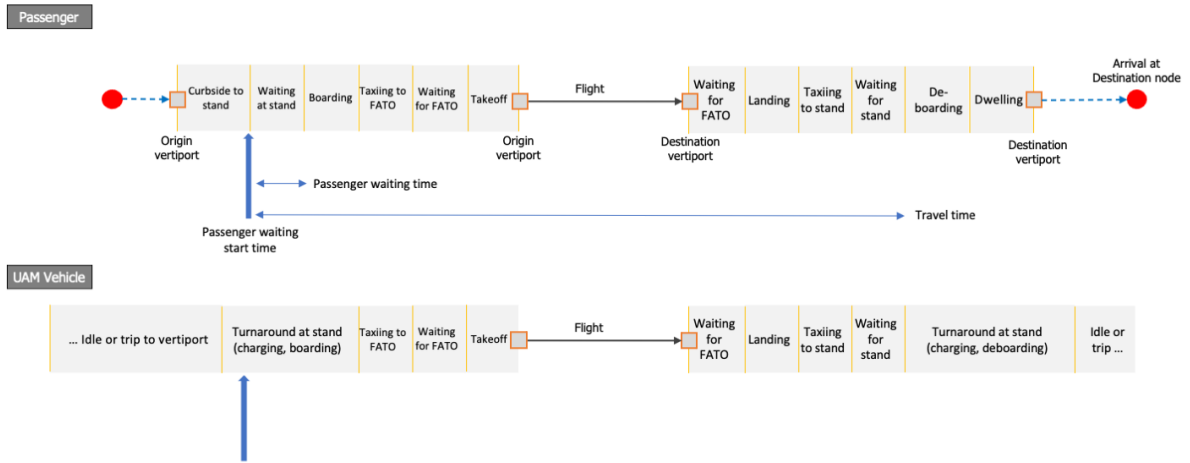 Passenger
Arrival at
Destination node
Curbside to
stand
Waiting
at stand
Boarding
Taxiing to
FATO
Waiting
for FATO
Takeoff
Flight
Waiting
for
FATO
Landing
Taxiing
to stand
Waiting
for
stand
De-
boarding
Dwelling
Origin
vertiport
Origin
vertiport
Destination
vertiport
Destination
vertiport
Passenger waiting time
Travel time
Passenger waiting
start time
UAM Vehicle
... Idle or trip to vertiport
Turnaround at stand
(charging, boarding)
Taxiing to
FATO
Waiting
for FATO
Takeoff
Flight
Waiting
for
FATO
Landing
Taxiing
to stand
Waiting
for
stand
Turnaround at stand
(charging, deboarding)
Idle or
trip ...